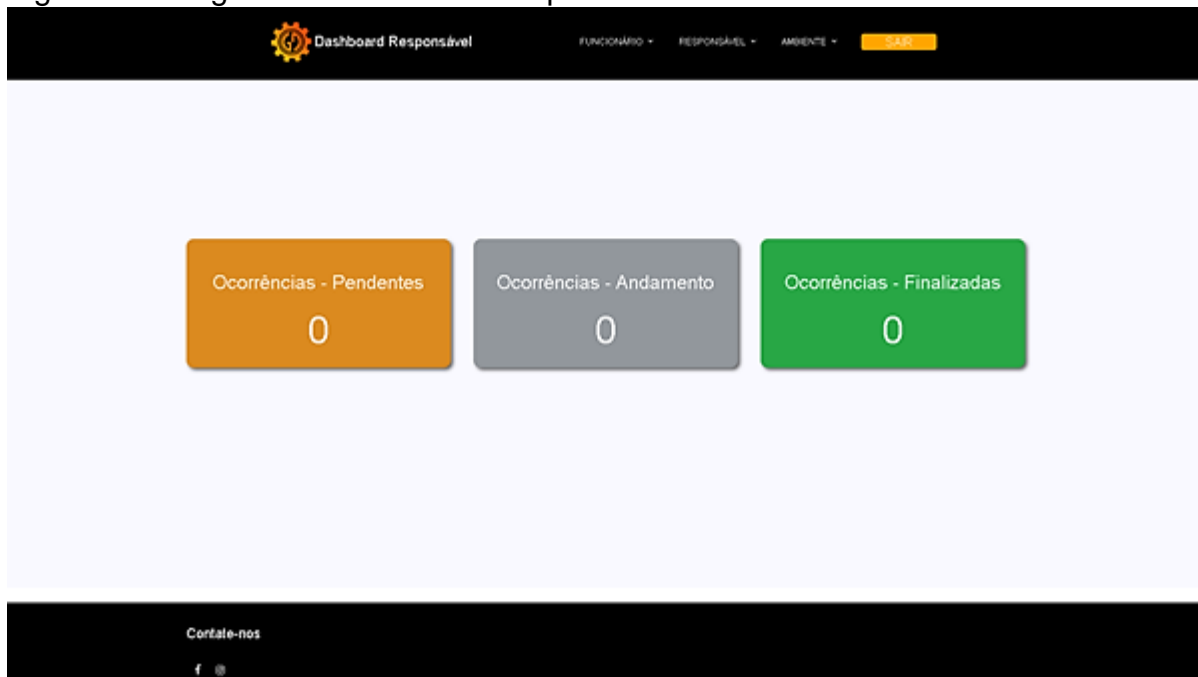 Dashboard Responsável
FUNCIONÁRIO
RESPONSÁVEL
AMBIENTE
SAIR
Ocorrências - Pendentes
0
Ocorrências - Andamento
0
Ocorrências - Finalizadas
0
Contate-nos